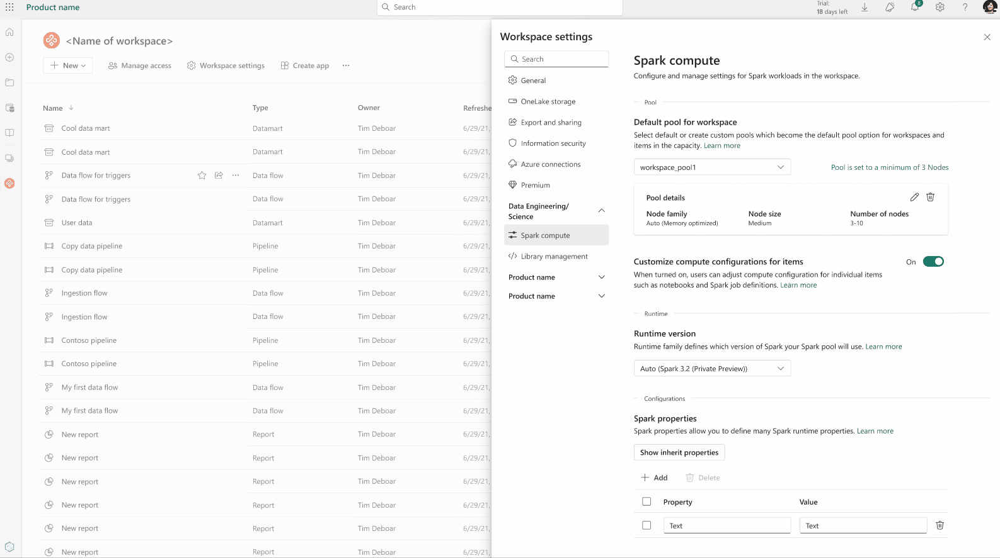 Product name
Search
Trial:
18 days left
8
<Name of workspace>
New
Manage access
Workspace settings
Create app
Name
Type
Owner
Refreshe
Cool data mart
Datamart
Tim Deboar
6/29/21,
Cool data mart
Datamart
Tim Deboar
6/29/21,
Data flow for triggers
Data flow
Tim Deboar
6/29/21,
Data flow for triggers
Data flow
Tim Deboar
6/29/21,
User data
Datamart
Tim Deboar
6/29/21,
Copy data pipeline
Pipeline
Tim Deboar
6/29/21,
Copy data pipeline
Pipeline
Tim Deboar
6/29/21,
Ingestion flow
Data flow
Tim Deboar
6/29/21,
Ingestion flow
Data flow
Tim Deboar
6/29/21,
Contoso pipeline
Pipeline
Tim Deboar
6/29/21,
Contoso pipeline
Pipeline
Tim Deboar
6/29/21,
My first data flow
Data flow
Tim Deboar
6/29/21,
My first data flow
Data flow
Tim Deboar
6/29/21,
New report
Report
Tim Deboar
6/29/21,
New report
Report
Tim Deboar
6/29/21,
New report
Report
Tim Deboar
6/29/21,
New report
Report
Tim Deboar
6/29/21,
New report
Report
Tim Deboar
6/29/21,
New report
Report
Tim Deboar
6/29/21,
Workspace settings
Search
General
OneLake storage
Export and sharing
Information security
Azure connections
Premium
Data Engineering/
Science
Spark compute
Library management
Product name
Product name
Spark compute
Configure and manage settings for Spark workloads in the workspace.
Pool
Default pool for workspace
Select default or create custom pools which become the default pool option for workspaces and
items in the capacity. Learn more
workspace_pool1
Pool is set to a minimum of 3 Nodes
Pool details
Node family
Auto (Memory optimized)
Node size
Medium
Number of nodes
3-10
Customize compute configurations for items
On
When turned on, users can adjust compute configuration for individual items
such as notebooks and Spark job definitions. Learn more
Runtime
Runtime version
Runtime family defines which version of Spark your Spark pool will use. Learn more
Auto (Spark 3.2 (Private Preview))
Configurations
Spark properties
Spark properties allow you to define many Spark runtime properties. Learn more
Show inherit properties
Add
Delete
Property
Value
Text
Text